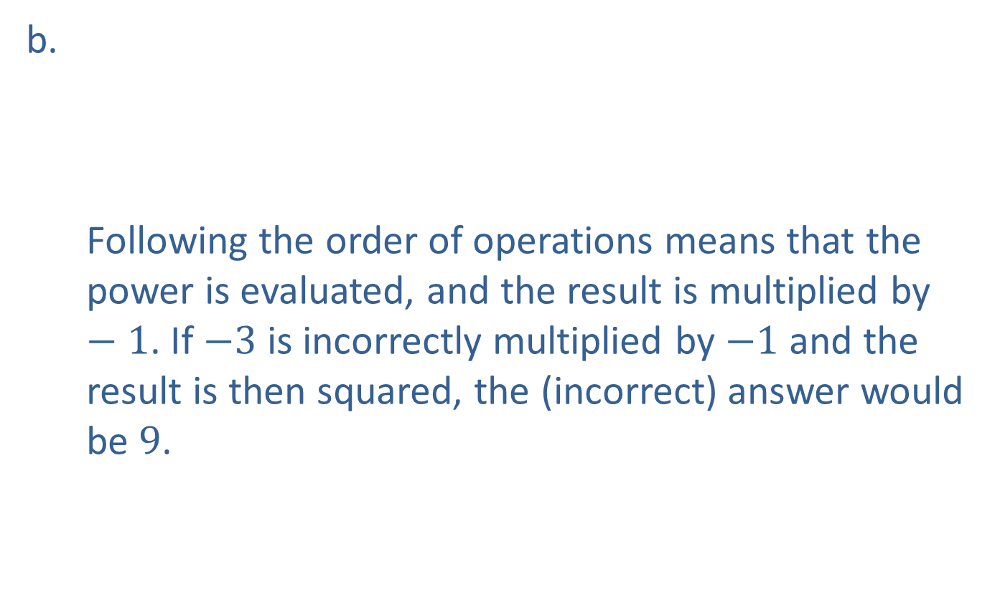 b.
Following the order of operations means that the
power is evaluated, and the result is multiplied by
− 1. If −3 is incorrectly multiplied by −1 and the
result is then squared, the (incorrect) answer would
be 9.